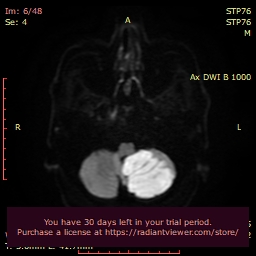 Im: 6/48
Se: 4
STP76
STP76
M
A
Ax DWI B 1000
R
L
You have 30 days left in your trial period.
Purchase a license at https://radiantviewer.com/store/